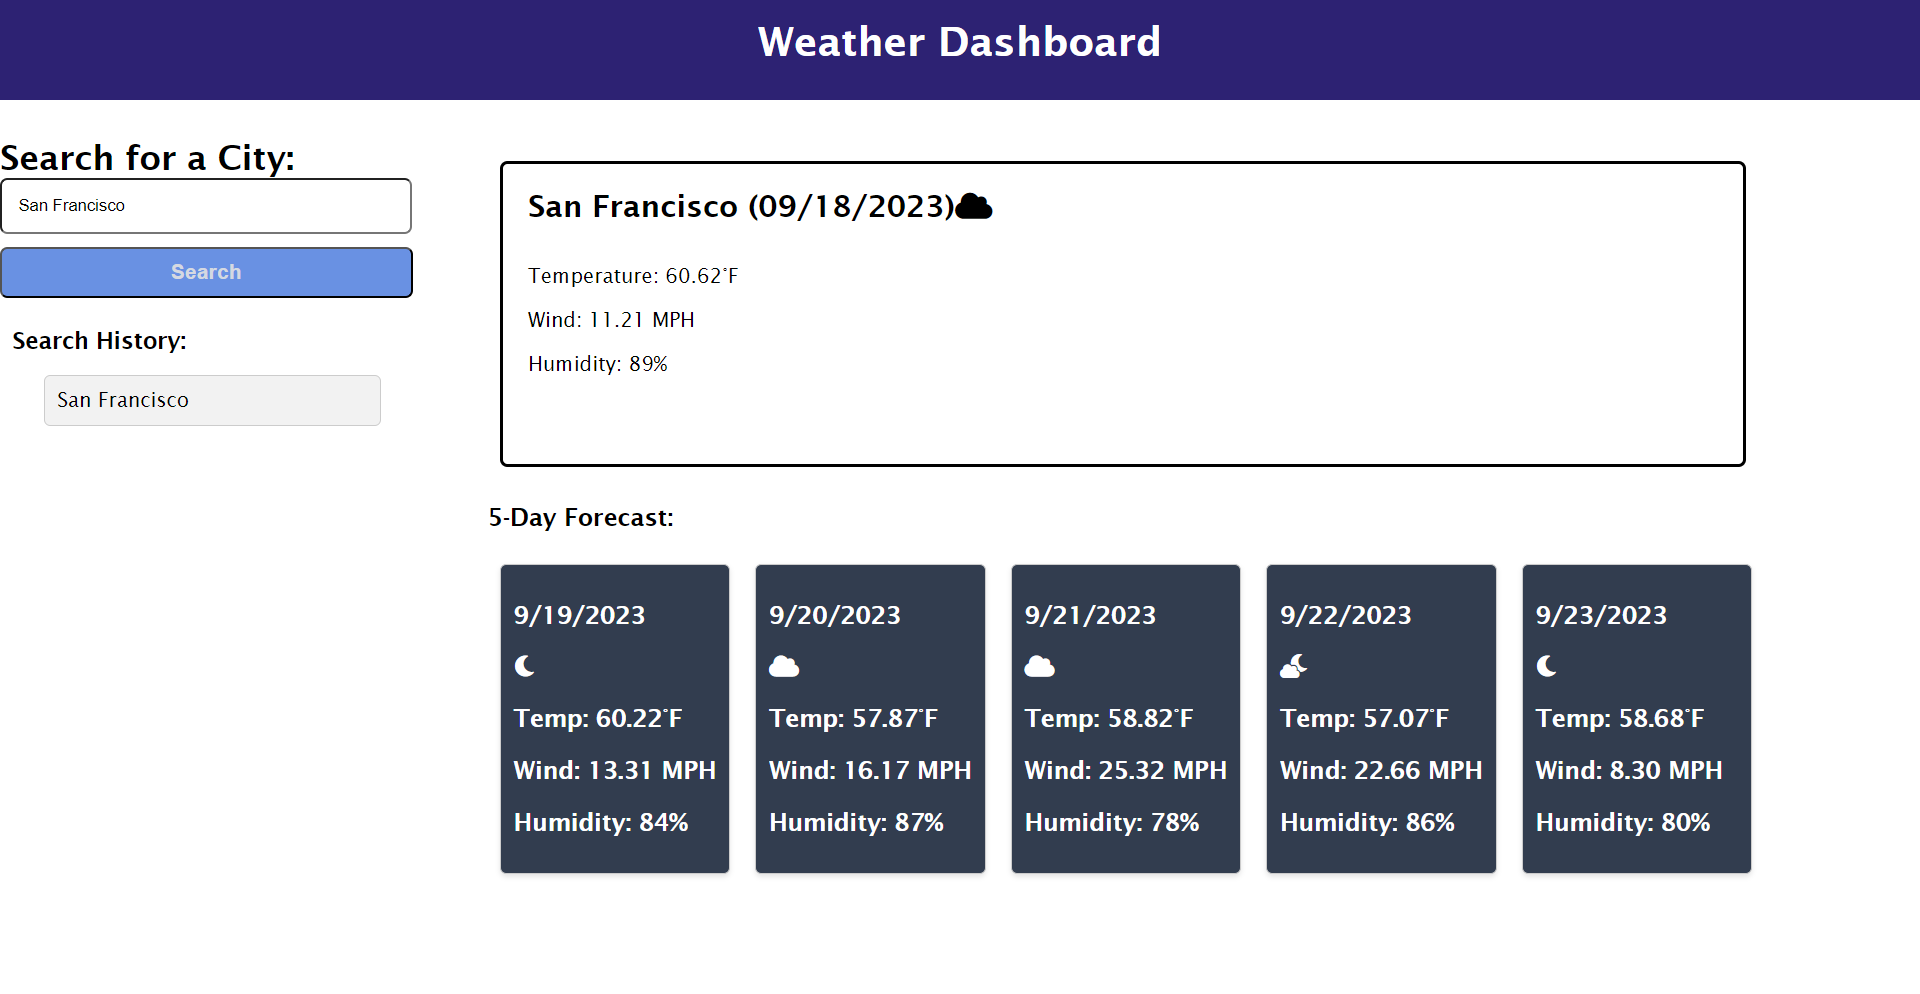 Weather Dashboard
Search for a City:
San Francisco
Search
Search History:
San Francisco
San Francisco (09/18/2023)
Temperature: 60.62°F
Wind: 11.21 MPH
Humidity: 89%
5-Day Forecast:
9/19/2023
Temp: 60.22°F
Wind: 13.31 MPH
Humidity: 84%
9/20/2023
Temp: 57.87°F
Wind: 16.17 MPH
Humidity: 87%
9/21/2023
Temp: 58.82°F
Wind: 25.32 MPH
Humidity: 78%
9/22/2023
Temp: 57.07°F
Wind: 22.66 MPH
Humidity: 86%
9/23/2023
Temp: 58.68°F
Wind: 8.30 MPH
Humidity: 80%